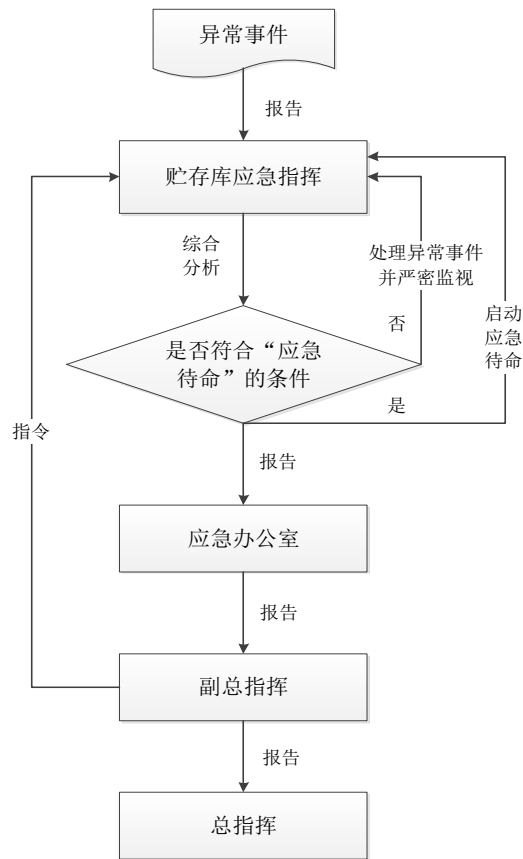 异常事件
报告
贮存库应急指挥
综合
分析
处理异常事件
并严密监视
否
启动
应急
待命
是否符合“应急
待命”的条件
是
指令
报告
应急办公室
报告
副总指挥
报告
总指挥